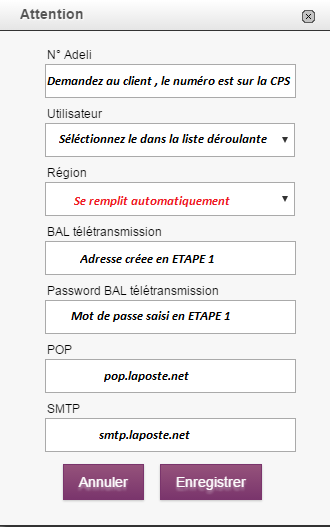 Attention
N° Adeli
Demandez au client , le numéro est sur la CPS
Utilisateur
Séléctionnez le dans la liste déroulante
Région
Se remplit automatiquement
BAL télétransmission
Adresse créee en ETAPE 1
Password BAL télétransmission
Mot de passe saisi en ETAPE 1
POP
pop.laposte.net
SMTP
smtp.laposte.net
Annuler Enregistrer